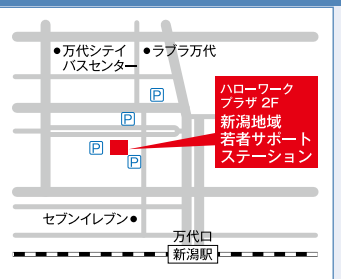 ●万代シテイ
バスセンター
●ラブラ万代
P
P
P
P
ハローワーク
プラザ 2F
新潟地域
若者サポート
ステーション
セブンイレブン●
万代口
新潟駅